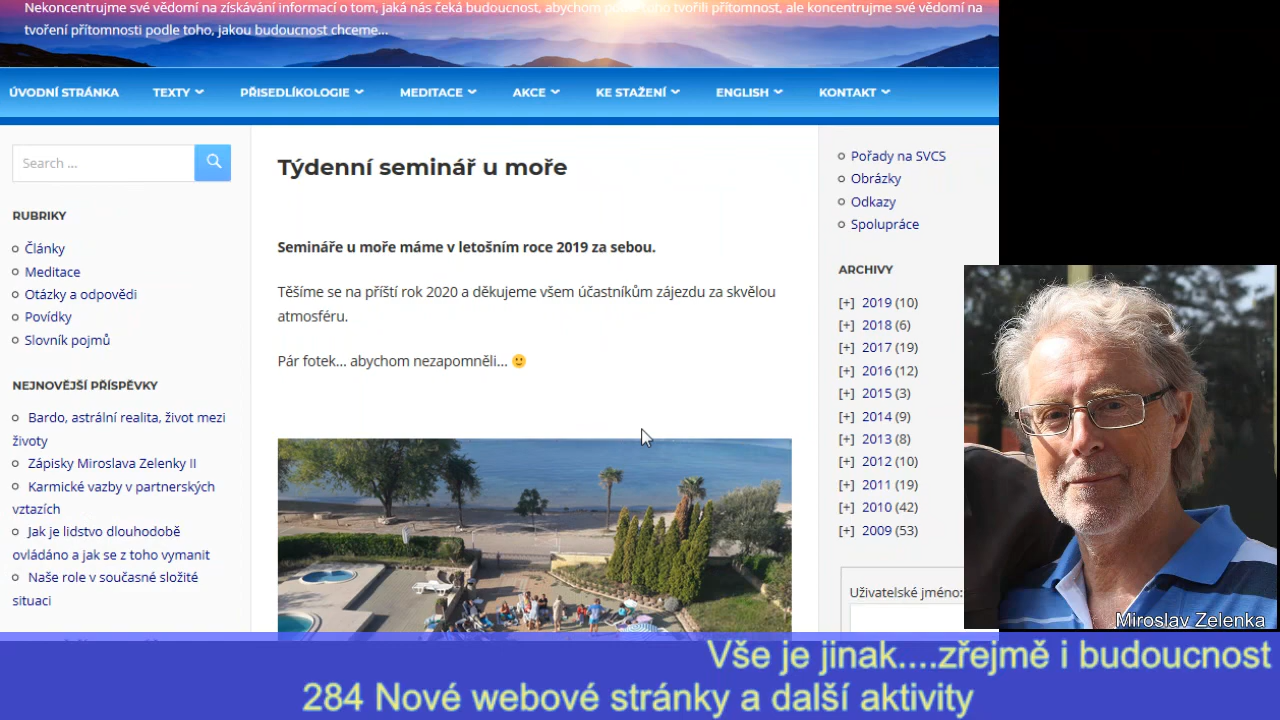 Nekoncentrujme své vědomí na získávání informací o tom, jaká nás čeká budoucnost, abychom podle toho tvořili přítomnost, ale koncentrujme své vědomí na
tvoření přítomnosti podle toho, jakou budoucnost chceme...
ÚVODNÍ STRÁNKA TEXTY PŘISEDLÍKOLOGIE MEDITACE AKCE KE STAŽENÍ ENGLISH KONTAKT
Search ...
RUBRIKY
Články
Meditace
Otázky a odpovědi
Povídky
Slovník pojmů
NEJNOVĚJŠÍ PŘÍSPĚVKY
Bardo, astrální realita, život mezi
životy
Zápisky Miroslava Zelenky II
Karmické vazby v partnerských
vztazích
Jak je lidstvo dlouhodobě
ovládáno a jak se z toho vymanit
Naše role v současné složité
situaci
Týdenní seminář u moře
Semináře u moře máme v letošním roce 2019 za sebou.
Těšíme se na příští rok 2020 a děkujeme všem účastníkům zájezdu za skvělou
atmosféru.
Pár fotek... abychom nezapomněli... 🙂
Pořady na SVCS
Obrázky
Odkazy
Spolupráce
ARCHIVY
[+] 2019 (10)
[+] 2018 (6)
[+] 2017 (19)
[+] 2016 (12)
[+] 2015 (3)
[+] 2014 (9)
[+] 2013 (8)
[+] 2012 (10)
[+] 2011 (19)
[+] 2010 (42)
[+] 2009 (53)
Uživatelské jméno:
Miroslav Zelenka
Vše je jinak....zřejmě i budoucnost
284 Nové webové stránky a další aktivity